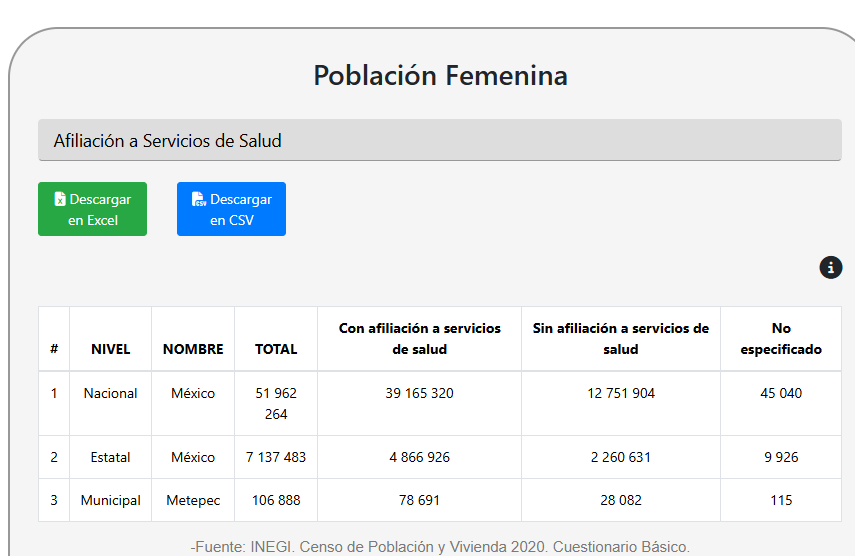 Población Femenina
Afiliación a Servicios de Salud
Descargar en Excel
Descargar en CSV
# NIVEL NOMBRE TOTAL Con afiliación a servicios de salud Sin afiliación a servicios de salud No especificado
1 Nacional México 51 962 264 39 165 320 12 751 904 45 040
2 Estatal México 7 137 483 4 866 926 2 260 631 9 926
3 Municipal Metepec 106 888 78 691 28 082 115
-Fuente: INEGI. Censo de Población y Vivienda 2020. Cuestionario Básico.